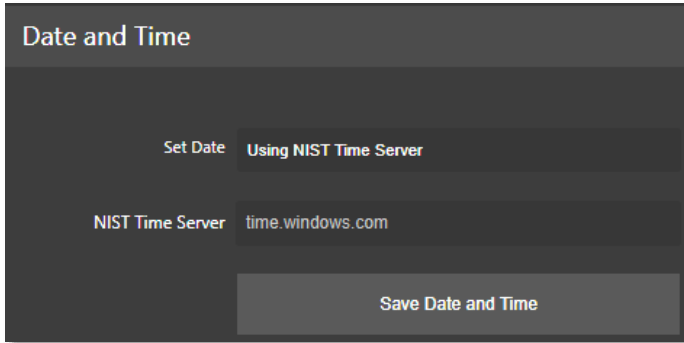 Date and Time
Set Date Using NIST Time Server
NIST Time Server time.windows.com
Save Date and Time